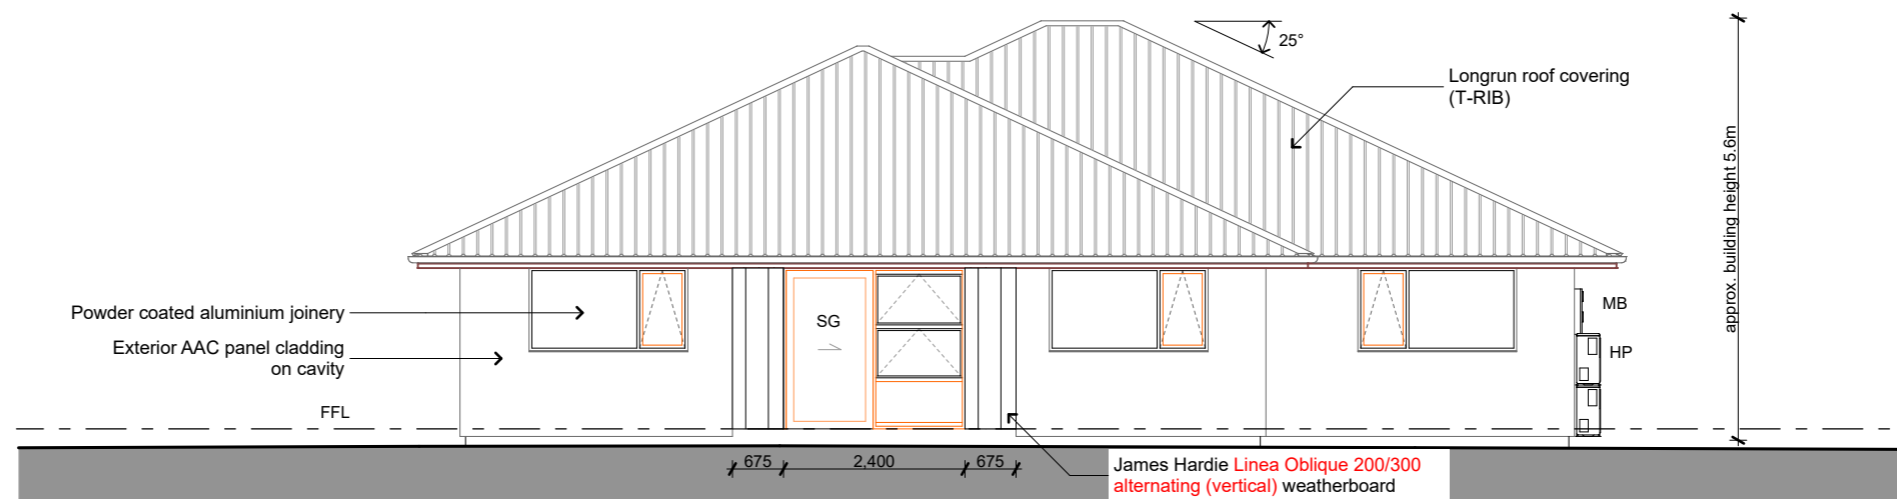 25°
Longrun roof covering
(T-RIB)
approx. building height 5.6m
Powder coated aluminium joinery
Exterior AAC panel cladding
on cavity
SG
MB
HP
FFL
675
2,400
675
James Hardie Linea Oblique 200/300
alternating (vertical) weatherboard